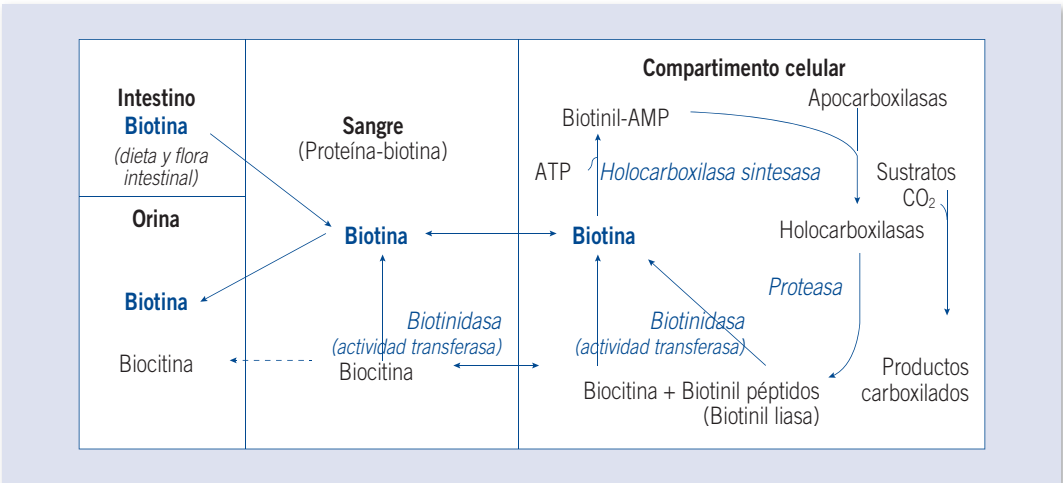 Intestino
Biotina
(dieta y flora
intestinal)
Orina
Biotina
Biocitina
Sangre
(Proteína-biotina)
Biotina
Biotinidasa
(actividad transferasa)
Biocitina
Compartimento celular
Biotinil-AMP
Apocarboxilasas
ATP
Holocarboxilasa sintesasa
Sustratos
CO₂
Biotina
Holocarboxilasas
Proteasa
Biotinidasa
(actividad transferasa)
Biocitina + Biotinil péptidos
(Biotinil liasa)
Productos
carboxilados